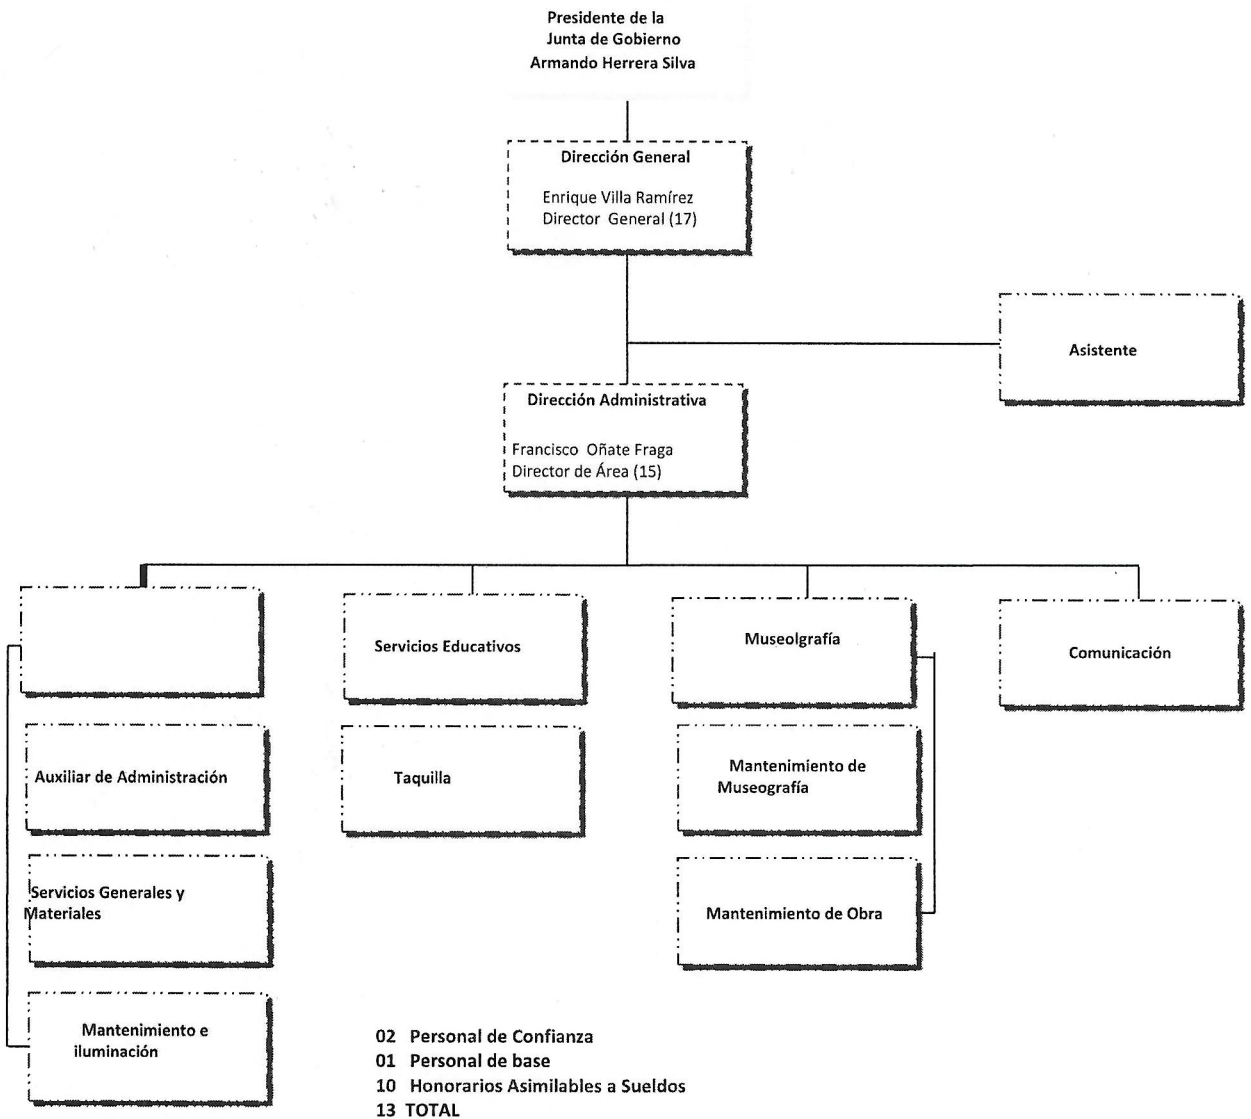 Presidente de la
Junta de Gobierno
Armando Herrera Silva
Dirección General
Enrique Villa Ramírez
Director General (17)
Asistente
Dirección Administrativa
Francisco Oñate Fraga
Director de Área (15)
Servicios Educativos
Museolgrafía
Comunicación
Auxiliar de Administración
Taquilla
Mantenimiento de
Museografía
Servicios Generales y
Materiales
Mantenimiento de Obra
Mantenimiento e
iluminación
02 Personal de Confianza
01 Personal de base
10 Honorarios Asimilables a Sueldos
13 TOTAL